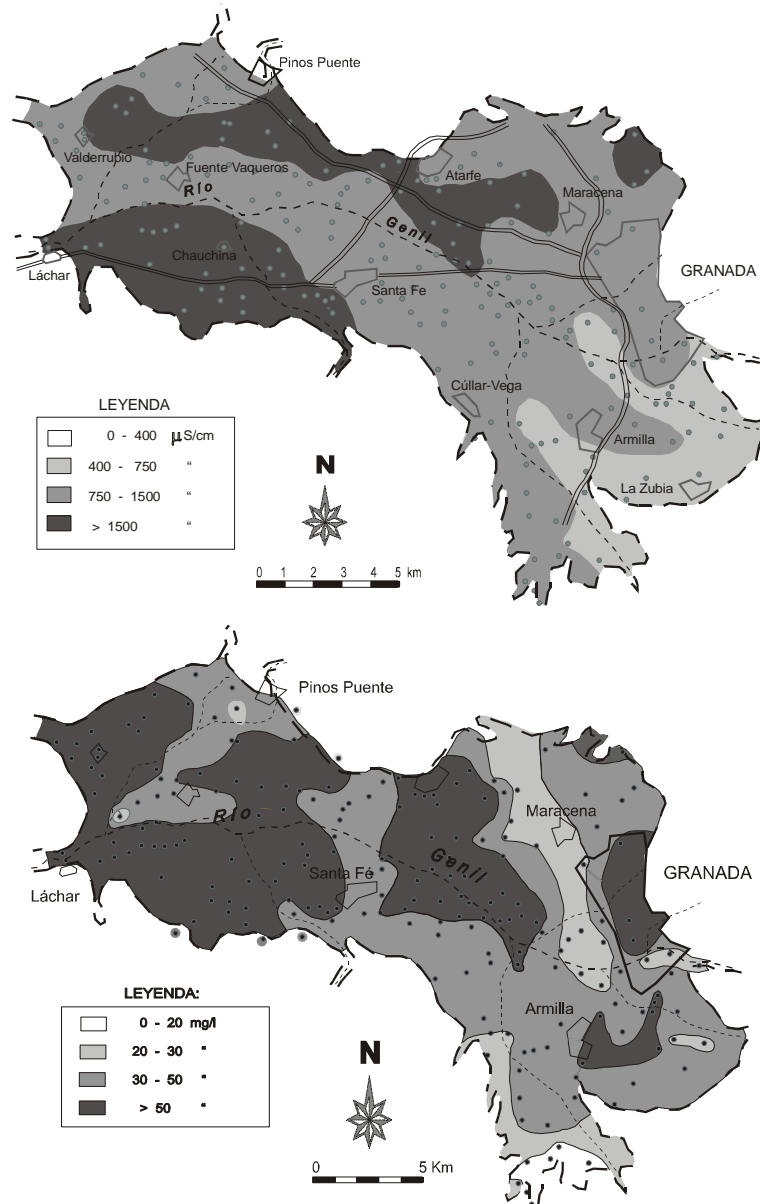 Pinos Puente
Valderrubio
Fuente Vaqueros
Río
Atarfe
Maracena
Genil
Chauchina
Láchar
Santa Fe
GRANADA
Cúllar-Vega
Armilla
La Zubia
LEYENDA
0 - 400 µS/cm
400 - 750 “
750 - 1500 “
> 1500 “
N
0 1 2 3 4 5 km
Pinos Puente
Río
Maracena
Genil
Santa Fé
GRANADA
Láchar
Armilla
LEYENDA:
0 - 20 mg/l
20 - 30 “
30 - 50 “
> 50 “
N
0 5 Km